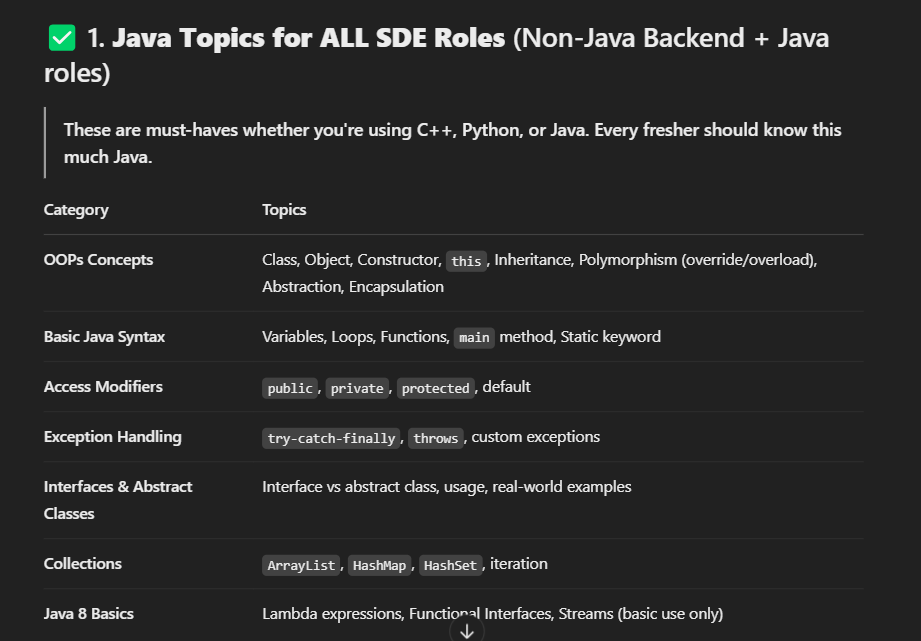 ✅ 1. Java Topics for ALL SDE Roles (Non-Java Backend + Java
roles)
These are must-haves whether you're using C++, Python, or Java. Every fresher should know this
much Java.
Category Topics
OOPs Concepts Class, Object, Constructor, this, Inheritance, Polymorphism (override/overload),
Abstraction, Encapsulation
Basic Java Syntax Variables, Loops, Functions, main method, Static keyword
Access Modifiers public, private, protected, default
Exception Handling try-catch-finally, throws, custom exceptions
Interfaces & Abstract Interface vs abstract class, usage, real-world examples
Classes
Collections ArrayList, HashMap, HashSet, iteration
Java 8 Basics Lambda expressions, Functional Interfaces, Streams (basic use only)